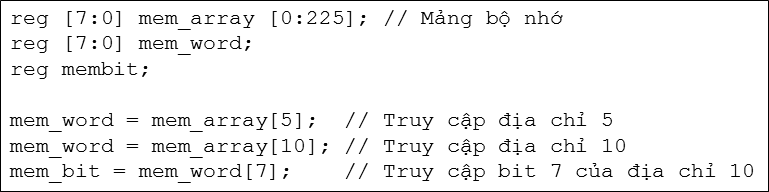 reg [7:0] mem_array [0:225]; // Mảng bộ nhớ
reg [7:0] mem_word;
reg membit;
mem_word = mem_array[5]; // Truy cập địa chỉ 5
mem_word = mem_array[10]; // Truy cập địa chỉ 10
mem_bit = mem_word[7]; // Truy cập bit 7 của địa chỉ 10